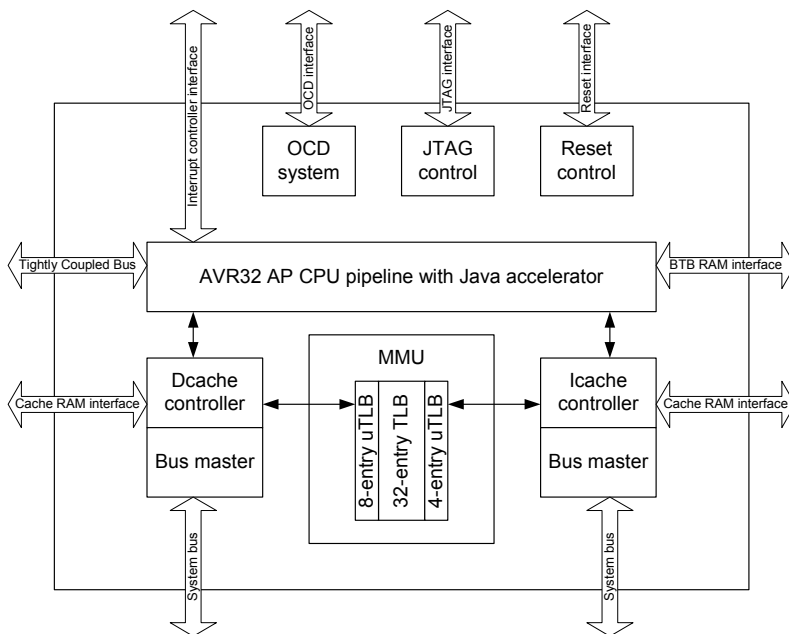 Interrupt controller interface
OCD interface
JTAG interface
Reset interface
OCD
system
JTAG
control
Reset
control
Tightly Coupled Bus
AVR32 AP CPU pipeline with Java accelerator
BTB RAM interface
MMU
Cache RAM interface
Dcache
controller
Bus master
8-entry uTLB
32-entry TLB
4-entry uTLB
Icache
controller
Bus master
Cache RAM interface
System bus
System bus